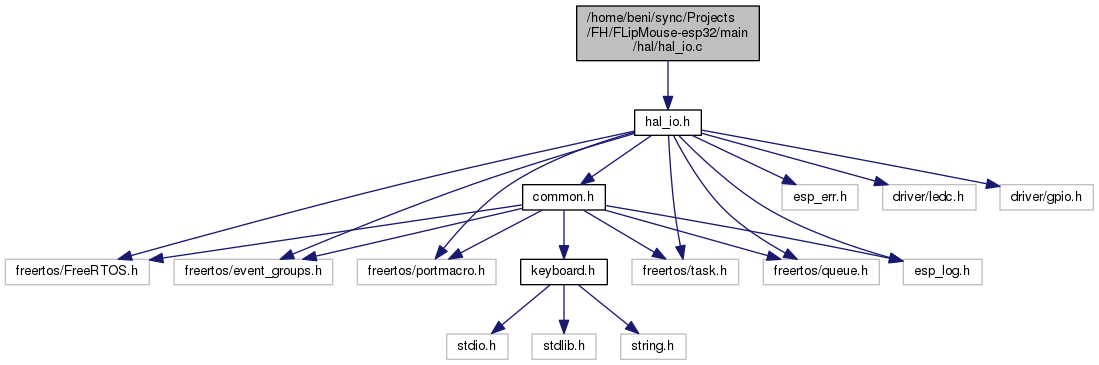 /home/beni/sync/Projects
/FH/FLipMouse-esp32/main
/hal/hal_io.c
hal_io.h
common.h
esp_err.h
driver/ledc.h
driver/gpio.h
freertos/FreeRTOS.h
freertos/event_groups.h
freertos/portmacro.h
keyboard.h
freertos/task.h
freertos/queue.h
esp_log.h
stdio.h
stdlib.h
string.h